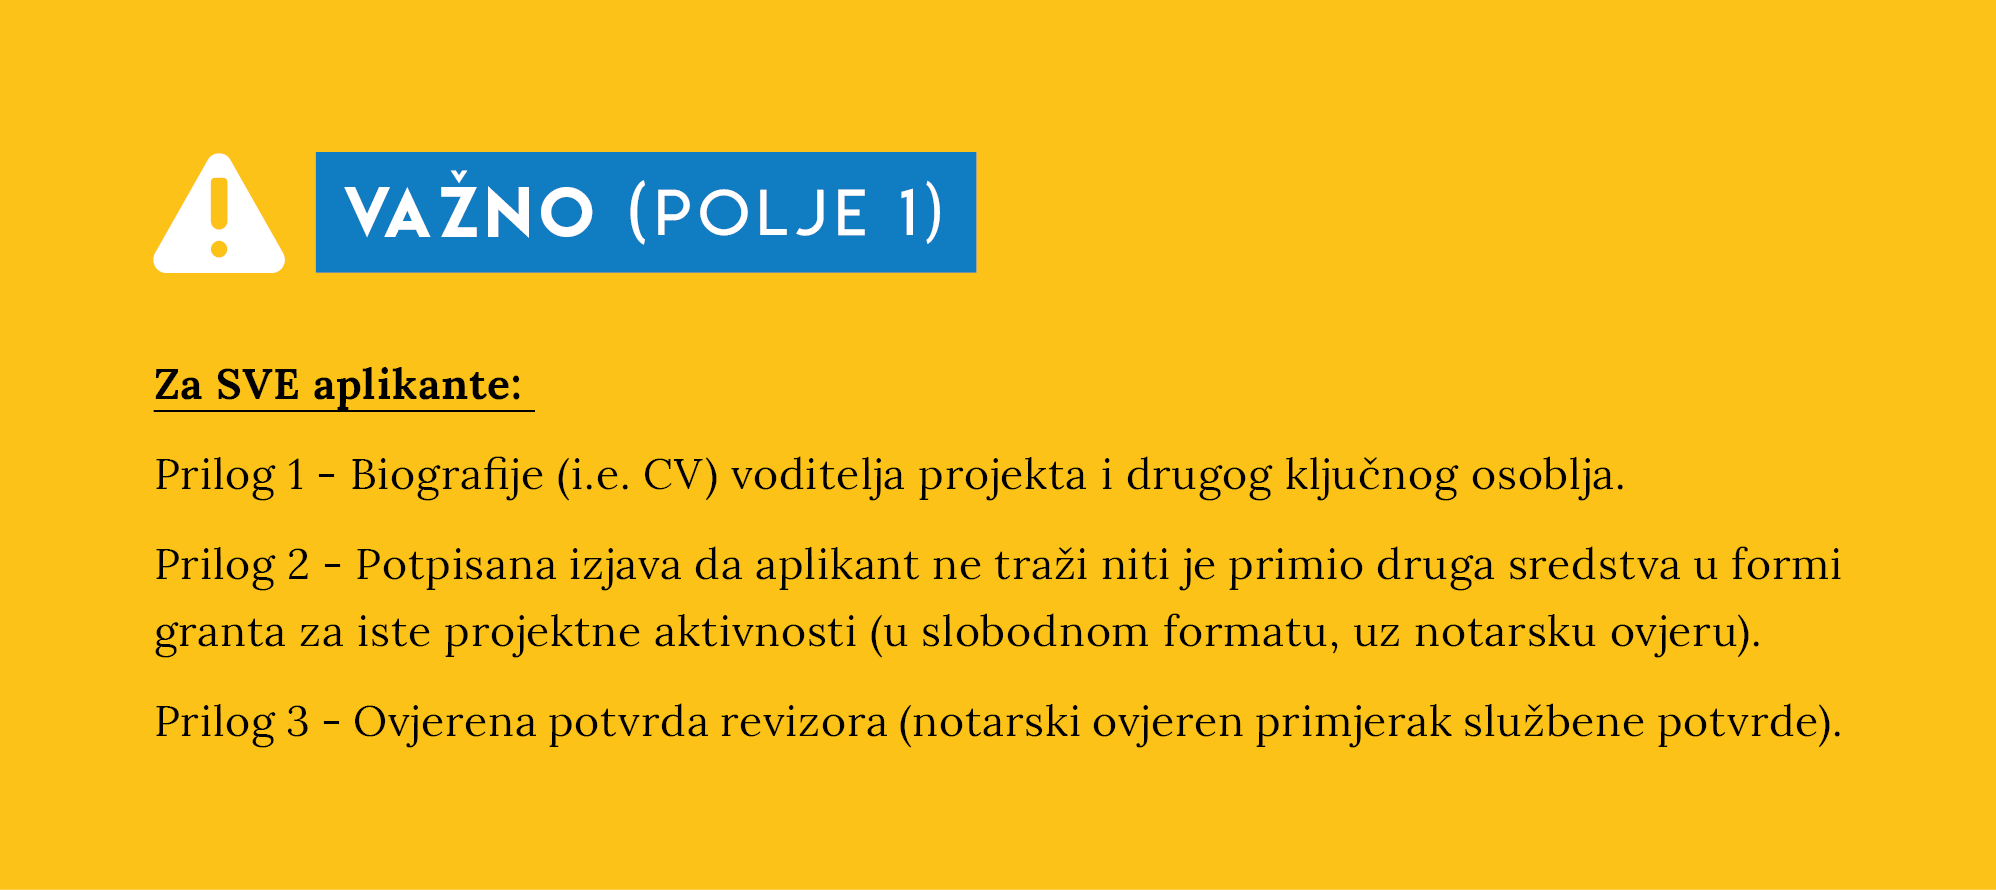 VAŽNO (POLJE 1)
Za SVE aplikante:
Prilog 1 - Biografije (i.e. CV) voditelja projekta i drugog ključnog osoblja.
Prilog 2 - Potpisana izjava da aplikant ne traži niti je primio druga sredstva u formi
granta za iste projektne aktivnosti (u slobodnom formatu, uz notarsku ovjeru).
Prilog 3 - Ovjerena potvrda revizora (notarski ovjeren primjerak službene potvrde).